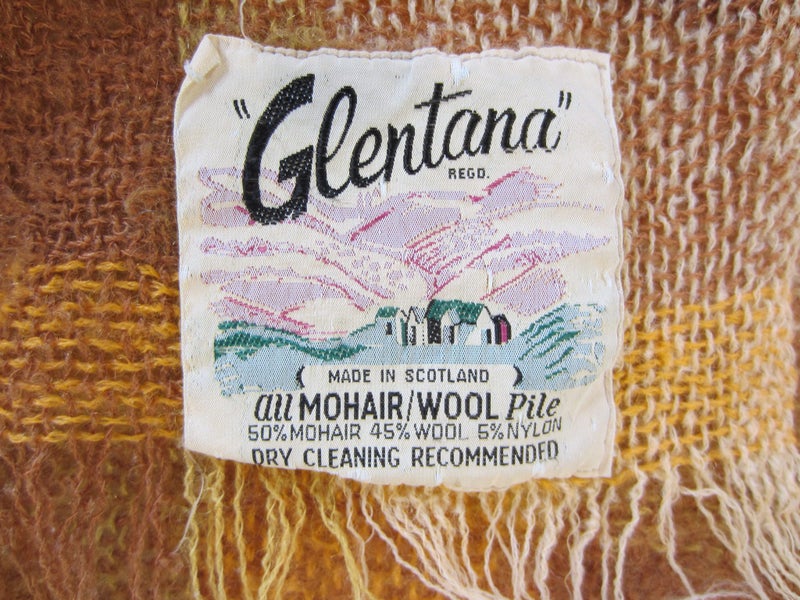 "Glentana"
REGD.
MADE IN SCOTLAND
all MOHAIR/WOOL Pile
50% MOHAIR 45% WOOL 5% NYLON
DRY CLEANING RECOMMENDED